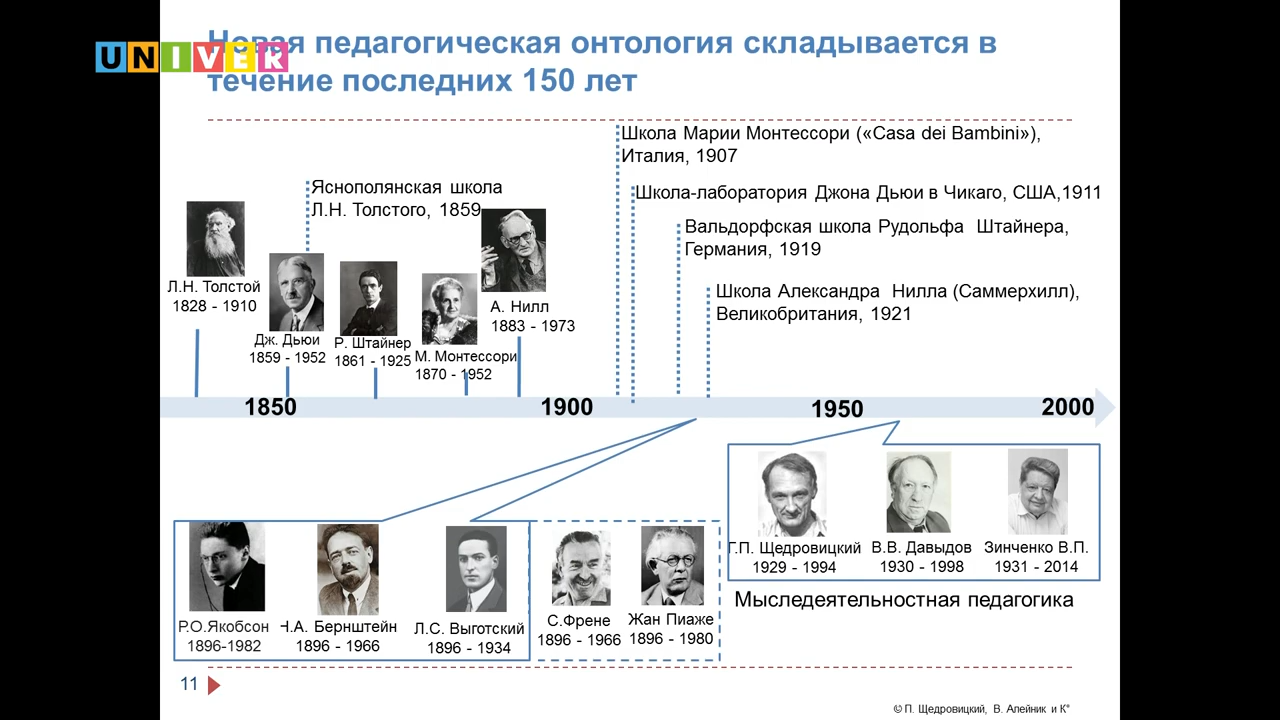 UNIVER
Новая педагогическая онтология складывается в
течение последних 150 лет
Школа Марии Монтессори («Casa dei Bambini»),
Италия, 1907
Яснополянская школа
Л.Н. Толстого, 1859
Школа-лаборатория Джона Дьюи в Чикаго, США,1911
Вальдорфская школа Рудольфа Штайнера,
Германия, 1919
Школа Александра Нилла (Саммерхилл),
Великобритания, 1921
Л.Н. Толстой
1828 - 1910
Дж. Дьюи
1859 - 1952
Р. Штайнер
1861 - 1925
М. Монтессори
1870 - 1952
А. Нилл
1883 - 1973
1850
1900
1950
2000
Г.П. Щедровицкий
1929 - 1994
В.В. Давыдов
1930 - 1998
Зинченко В.П.
1931 - 2014
Мыследеятельностная педагогика
Р.О.Якобсон
1896-1982
Н.А. Бернштейн
1896 - 1966
Л.С. Выготский
1896 - 1934
С.Френе
1896 - 1966
Жан Пиаже
1896 - 1980
11
© П. Щедровицкий, В. Алейник и К°